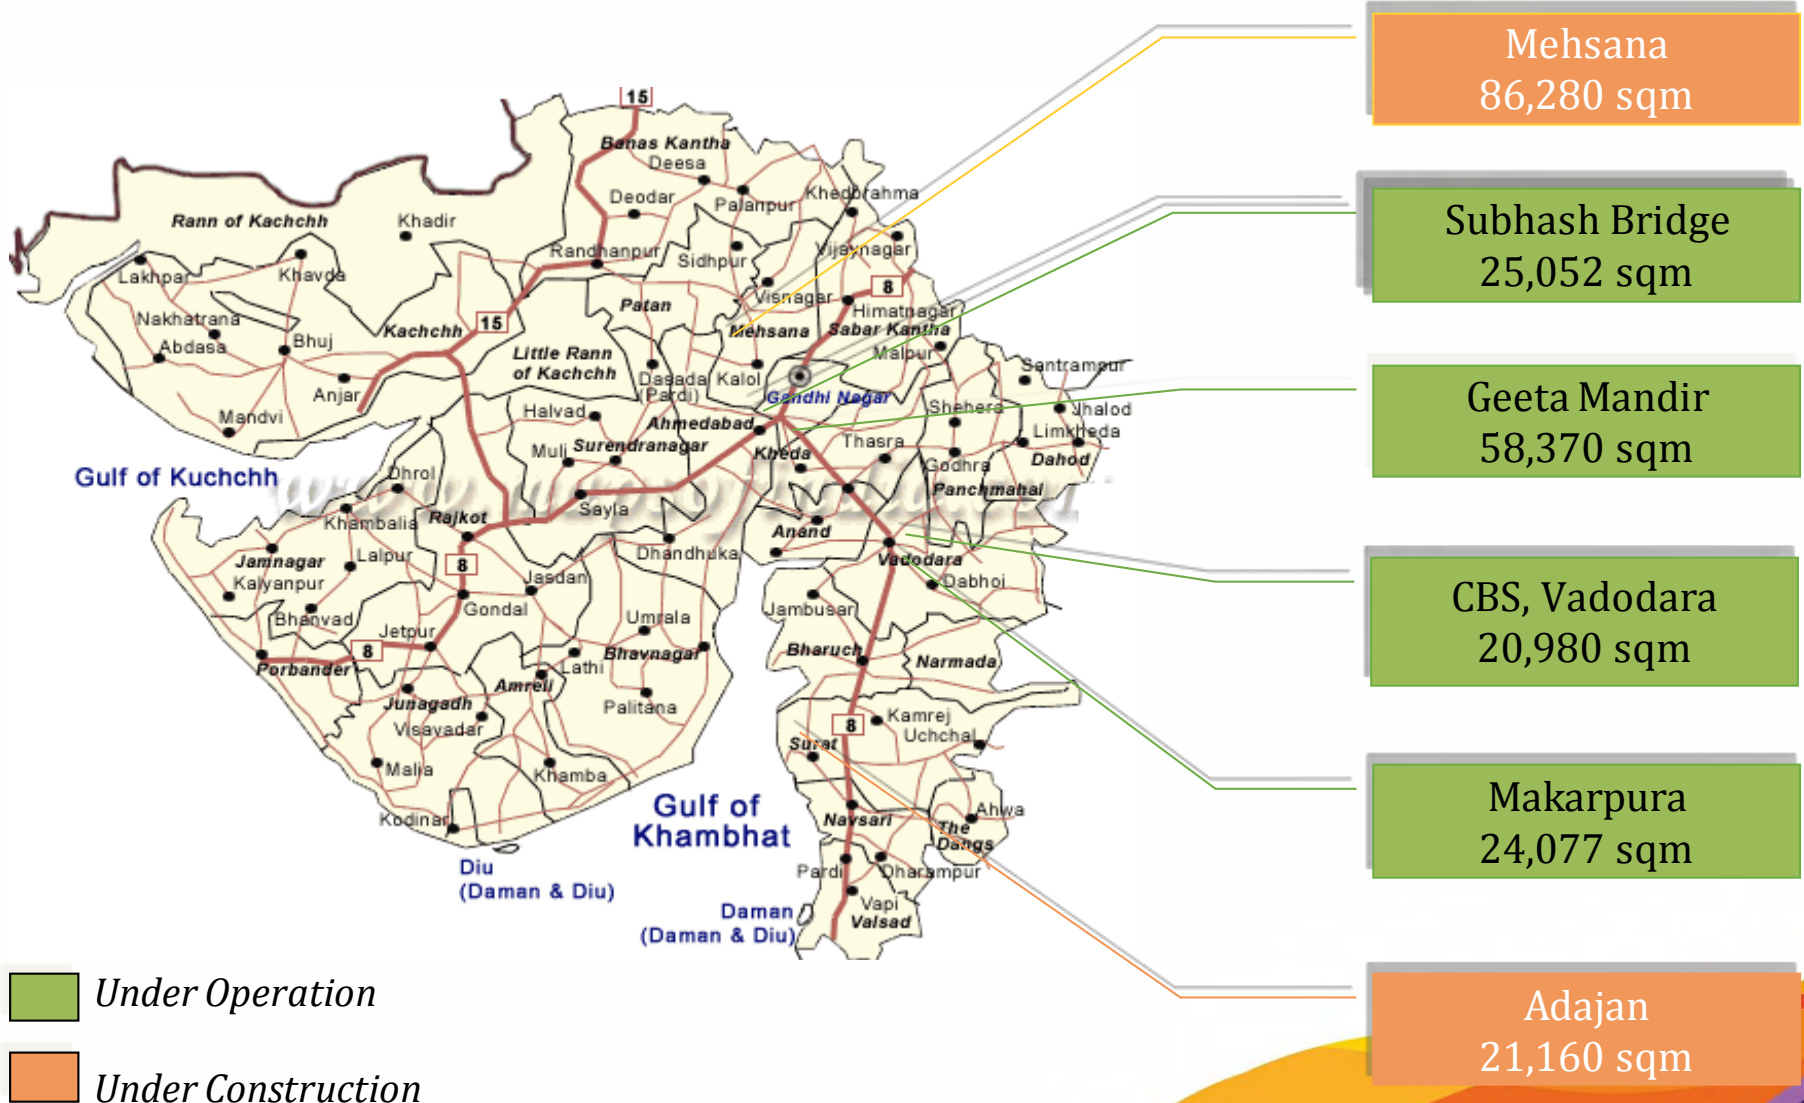 Mehsana
86,280 sqm
Subhash Bridge
25,052 sqm
Geeta Mandir
58,370 sqm
CBS, Vadodara
20,980 sqm
Makarpura
24,077 sqm
Adajan
21,160 sqm
15
Banas Kantha
Deesa
Deodar
Palanpur
Khedbrahma
Rann of Kachchh
Khadir
Randhanpur
Sidhpur
Vijaynagar
Lakhpar
Khavda
Visnagar
8
Patan
Himatnagar
Nakhatrana
Kachchh
15
Mehsana
Sabar Kantha
Abdasa
Bhuj
Little Rann
of Kachchh
Malpur
Santrampur
Anjar
Dasada
(Pardi)
Kalol
Gandhi Nagar
Mandvi
Halvad
Ahmedabad
Shehera
Jhalod
Muli
Surendranagar
Kheda
Thasra
Limkheda
Godhra
Dahod
Gulf of Kuchchh
Dhrol
Panchmahal
www.mapsofindia.com
Khambalia
Rajkot
Sayla
Anand
Jamnagar
Lalpur
Dhandhuka
Vadodara
Kalyanpur
8
Jasdan
Dabhoi
Bhanvad
Gondal
Jambusar
Umrala
Jetpur
8
Bhavnagar
Bharuch
Narmada
Porbander
Lathi
Amreli
Junagadh
Palitana
Visavadar
Kamrej
8
Uchchal
Surat
Malia
Khamba
Gulf of
Khambhat
Ahwa
Kodinar
Navsari
The
Dangs
Diu
(Daman & Diu)
Pardi
Dharampur
Daman
(Daman & Diu)
Vapi
Valsad
Under Operation
Under Construction